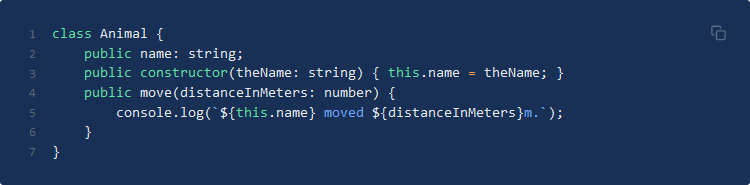 1 class Animal {
2     public name: string;
3     public constructor(theName: string) { this.name = theName; }
4     public move(distanceInMeters: number) {
5         console.log(`${this.name} moved ${distanceInMeters}m.`);
6     }
7 }